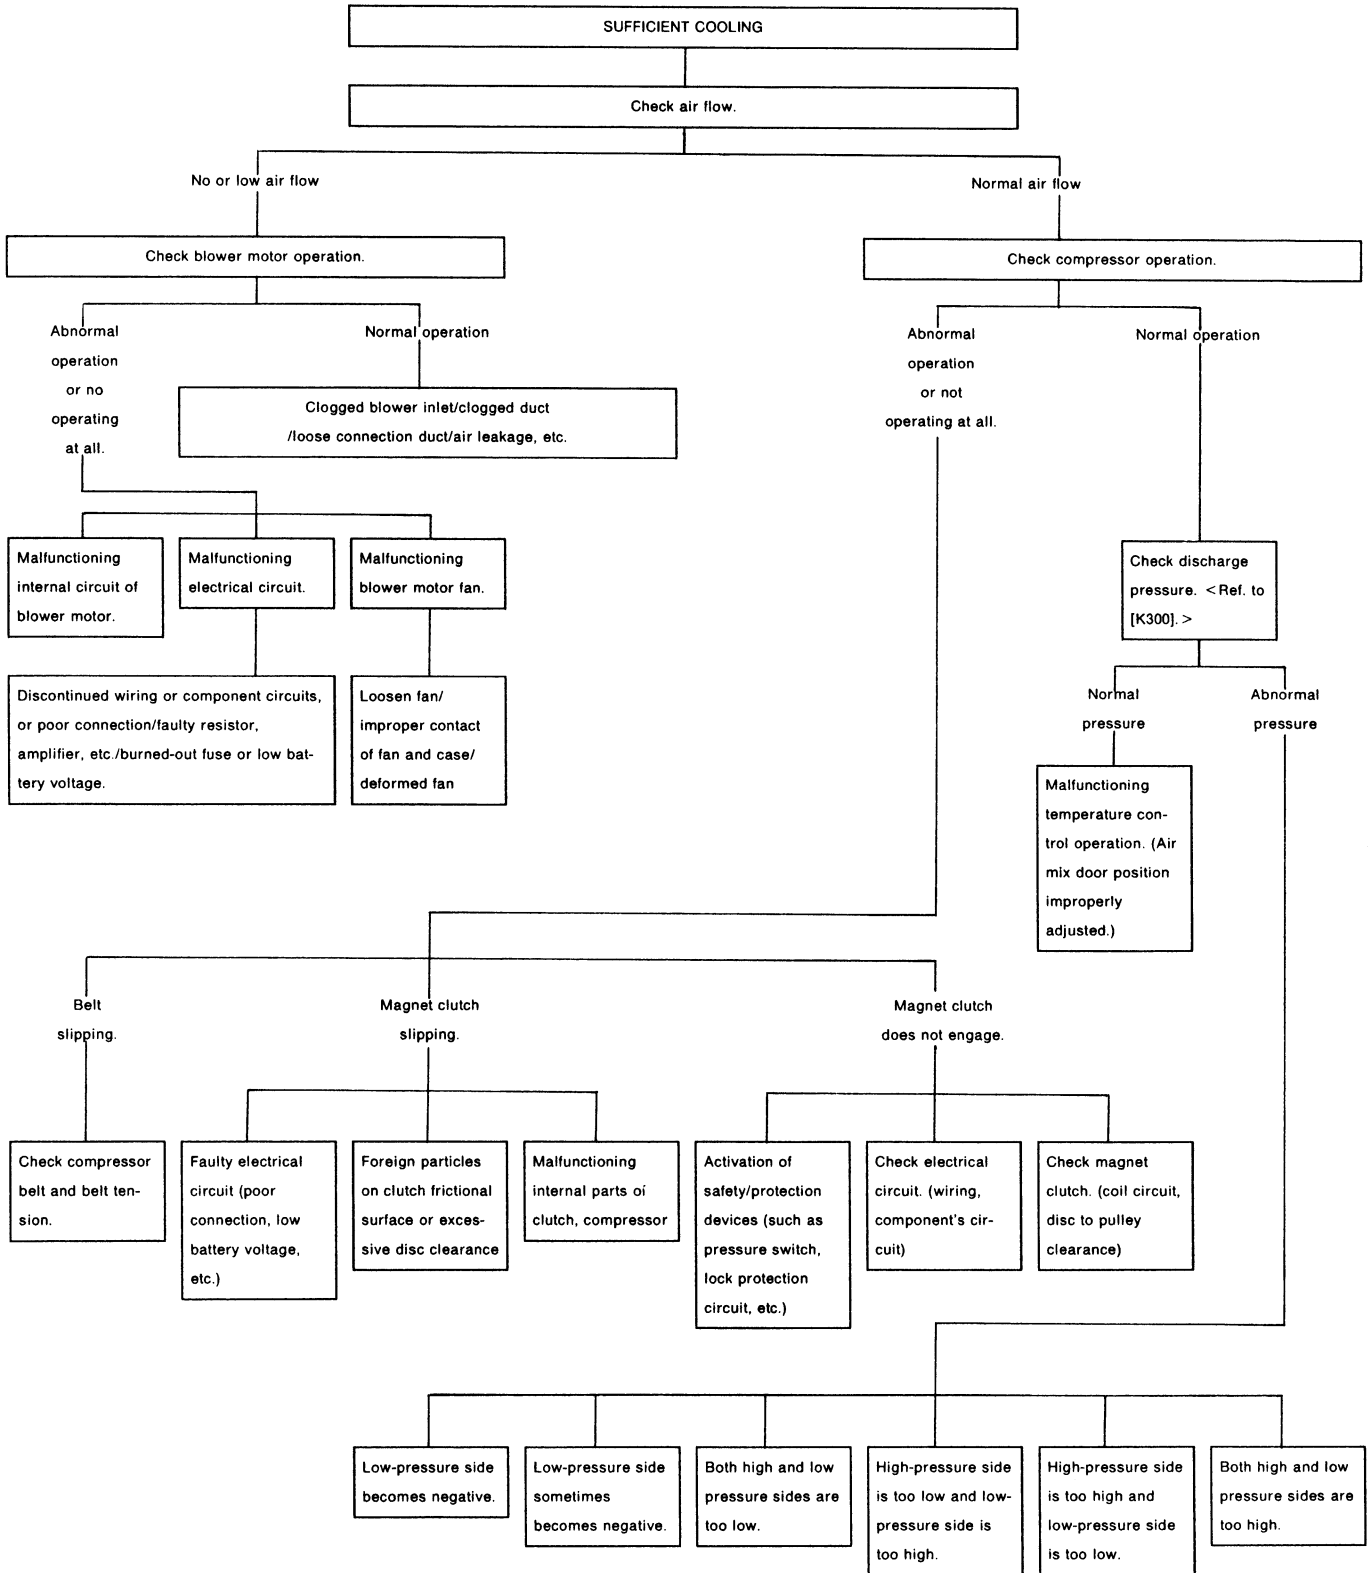 SUFFICIENT COOLING
Check air flow.
No or low air flow
Normal air flow
Check blower motor operation.
Check compressor operation.
Abnormal
operation
or no
operating
at all.
Normal operation
Clogged blower inlet/clogged duct
/loose connection duct/air leakage, etc.
Abnormal
operation
or not
operating at all.
Normal operation
Malfunctioning
internal circuit of
blower motor.
Malfunctioning
electrical circuit.
Malfunctioning
blower motor fan.
Check discharge
pressure. <Ref. to
[K300].>
Discontinued wiring or component circuits,
or poor connection/faulty resistor,
amplifier, etc./burned-out fuse or low bat-
tery voltage.
Loosen fan/
improper contact
of fan and case/
deformed fan
Normal
pressure
Abnormal
pressure
Malfunctioning
temperature con-
trol operation. (Air
mix door position
improperly
adjusted.)
Belt
slipping.
Magnet clutch
slipping.
Magnet clutch
does not engage.
Check compressor
belt and belt ten-
sion.
Faulty electrical
circuit (poor
connection, low
battery voltage,
etc.)
Foreign particles
on clutch frictional
surface or exces-
sive disc clearance
Malfunctioning
internal parts of
clutch, compressor
Activation of
safety/protection
devices (such as
pressure switch,
lock protection
circuit, etc.)
Check electrical
circuit. (wiring,
component's cir-
cuit)
Check magnet
clutch. (coil circuit,
disc to pulley
clearance)
Low-pressure side
becomes negative.
Low-pressure side
sometimes
becomes negative.
Both high and low
pressure sides are
too low.
High-pressure side
is too low and low-
pressure side is
too high.
High-pressure side
is too high and
low-pressure side
is too low.
Both high and low
pressure sides are
too high.